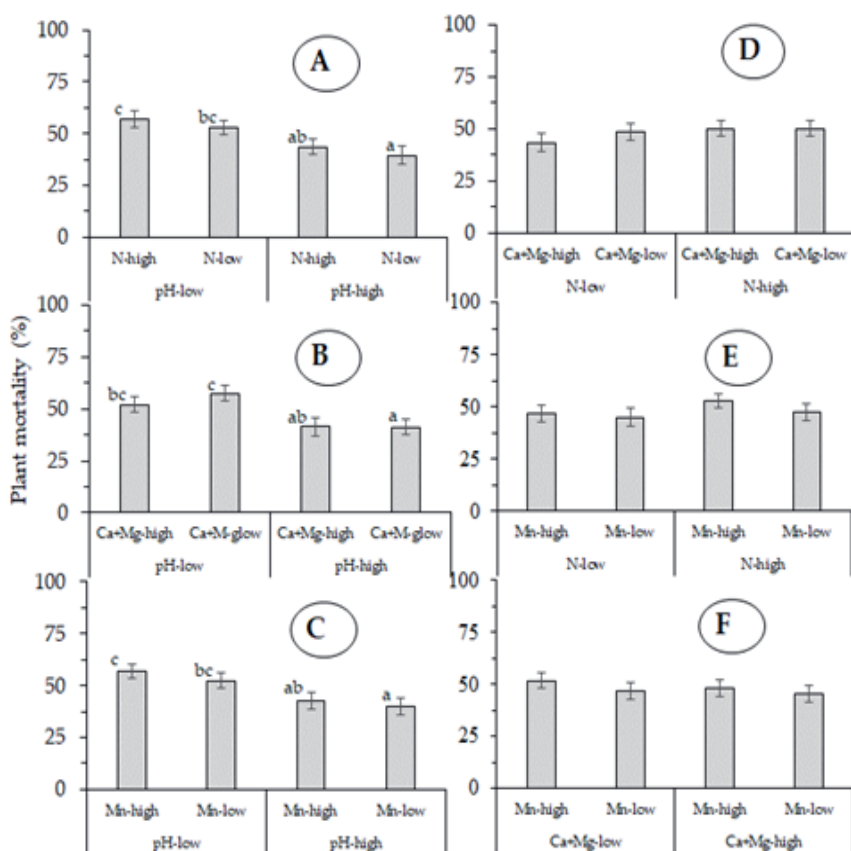 Plant mortality (%)
A
100
75
50
25
0
c bc ab a
N-high N-low N-high N-low
pH-low pH-high
B
100
75
50
25
0
bc c ab a
Ca+Mg-high Ca+M-glow Ca+Mg-high Ca+M-glow
pH-low pH-high
C
100
75
50
25
0
c bc ab a
Mn-high Mn-low Mn-high Mn-low
pH-low pH-high
D
100
75
50
25
0
Ca+Mg-high Ca+Mg-low Ca+Mg-high Ca+Mg-low
N-low N-high
E
100
75
50
25
0
Mn-high Mn-low Mn-high Mn-low
N-low N-high
F
100
75
50
25
0
Mn-high Mn-low Mn-high Mn-low
Ca+Mg-low Ca+Mg-high